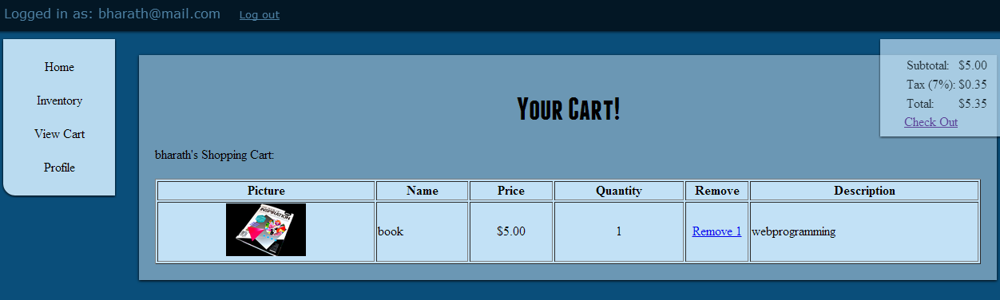 Logged in as: bharath@mail.com Log out
Home
Inventory
View Cart
Profile
Subtotal: $5.00
Tax (7%): $0.35
Total: $5.35
Check Out
Your Cart!
bharath's Shopping Cart:
Picture Name Price Quantity Remove Description
INSPIRATION
book $5.00 1 Remove 1 webprogramming